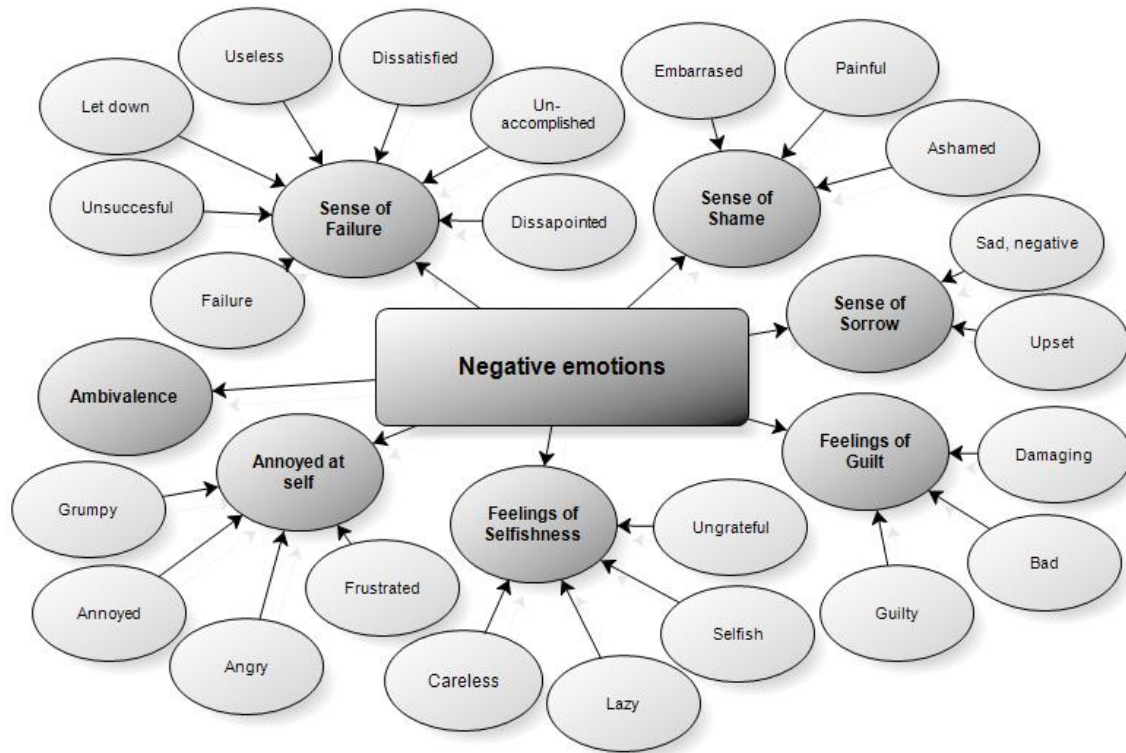 Useless
Dissatisfied
Let down
Un-
accomplished
Unsuccesful
Sense of
Failure
Dissapointed
Failure
Embarrased
Painful
Ashamed
Sense of
Shame
Sad, negative
Sense of
Sorrow
Upset
Negative emotions
Ambivalence
Annoyed at
self
Grumpy
Annoyed
Angry
Frustrated
Feelings of
Selfishness
Ungrateful
Selfish
Careless
Lazy
Feelings of
Guilt
Damaging
Bad
Guilty